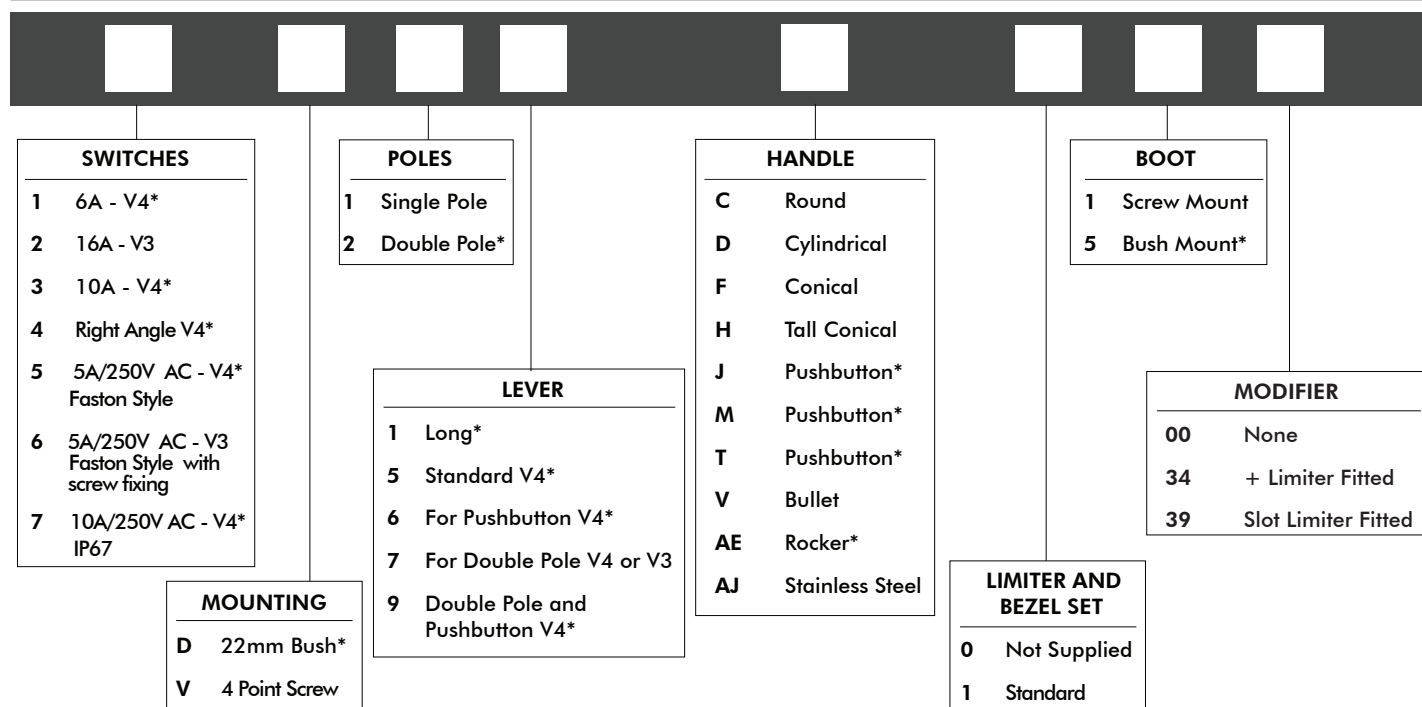 SWITCHES
1 6A - V4*
2 16A - V3
3 10A - V4*
4 Right Angle V4*
5 5A/250V AC - V4*
Faston Style
6 5A/250V AC - V3
Faston Style with
screw fixing
7 10A/250V AC - V4*
IP67
MOUNTING
D 22mm Bush*
V 4 Point Screw
POLES
1 Single Pole
2 Double Pole*
LEVER
1 Long*
5 Standard V4*
6 For Pushbutton V4*
7 For Double Pole V4 or V3
9 Double Pole and
Pushbutton V4*
HANDLE
C Round
D Cylindrical
F Conical
H Tall Conical
J Pushbutton*
M Pushbutton*
T Pushbutton*
V Bullet
AE Rocker*
AJ Stainless Steel
LIMITER AND
BEZEL SET
0 Not Supplied
1 Standard
BOOT
1 Screw Mount
5 Bush Mount*
MODIFIER
00 None
34 + Limiter Fitted
39 Slot Limiter Fitted